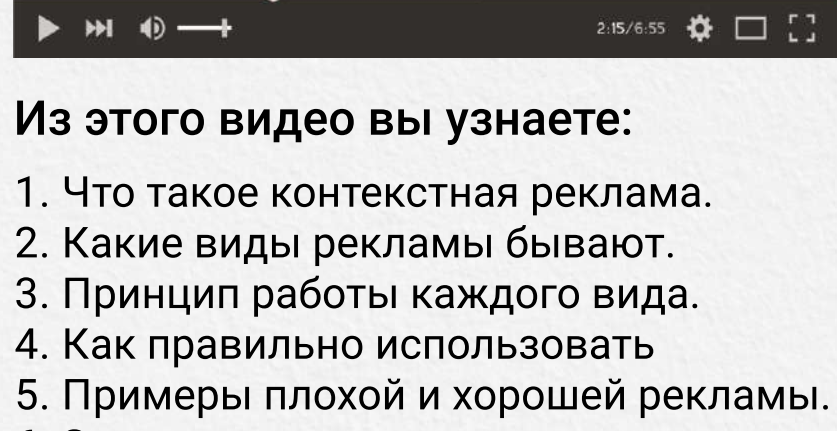 2:15/6:55
Из этого видео вы узнаете:
1. Что такое контекстная реклама.
2. Какие виды рекламы бывают.
3. Принцип работы каждого вида.
4. Как правильно использовать
5. Примеры плохой и хорошей рекламы.